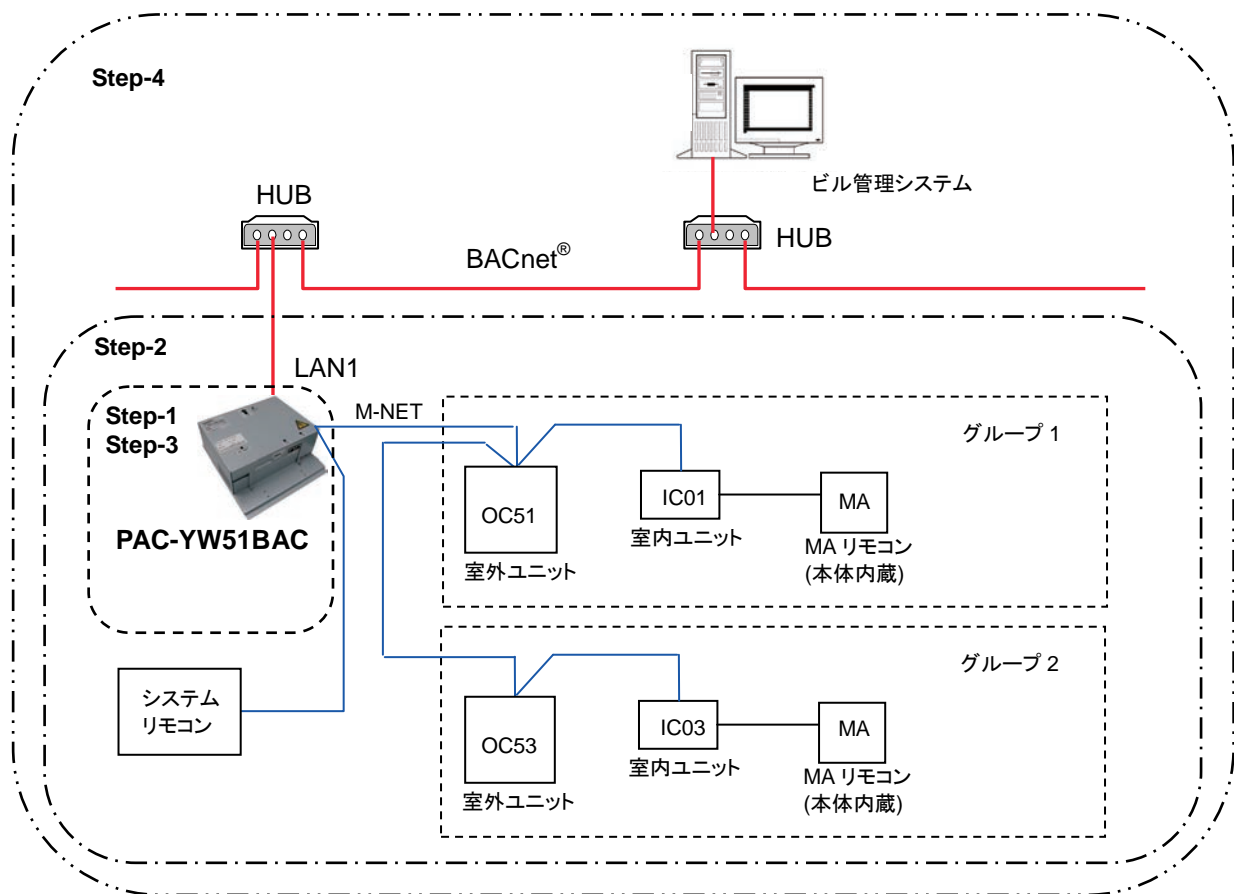 Step-4
ビル管理システム
HUB
HUB
BACnet®
Step-2
LAN1
Step-1
Step-3
M-NET
PAC-YW51BAC
グループ 1
OC51
IC01
MA
室外ユニット
室内ユニット
MA リモコン
(本体内蔵)
グループ 2
システム
リモコン
OC53
IC03
MA
室外ユニット
室内ユニット
MA リモコン
(本体内蔵)